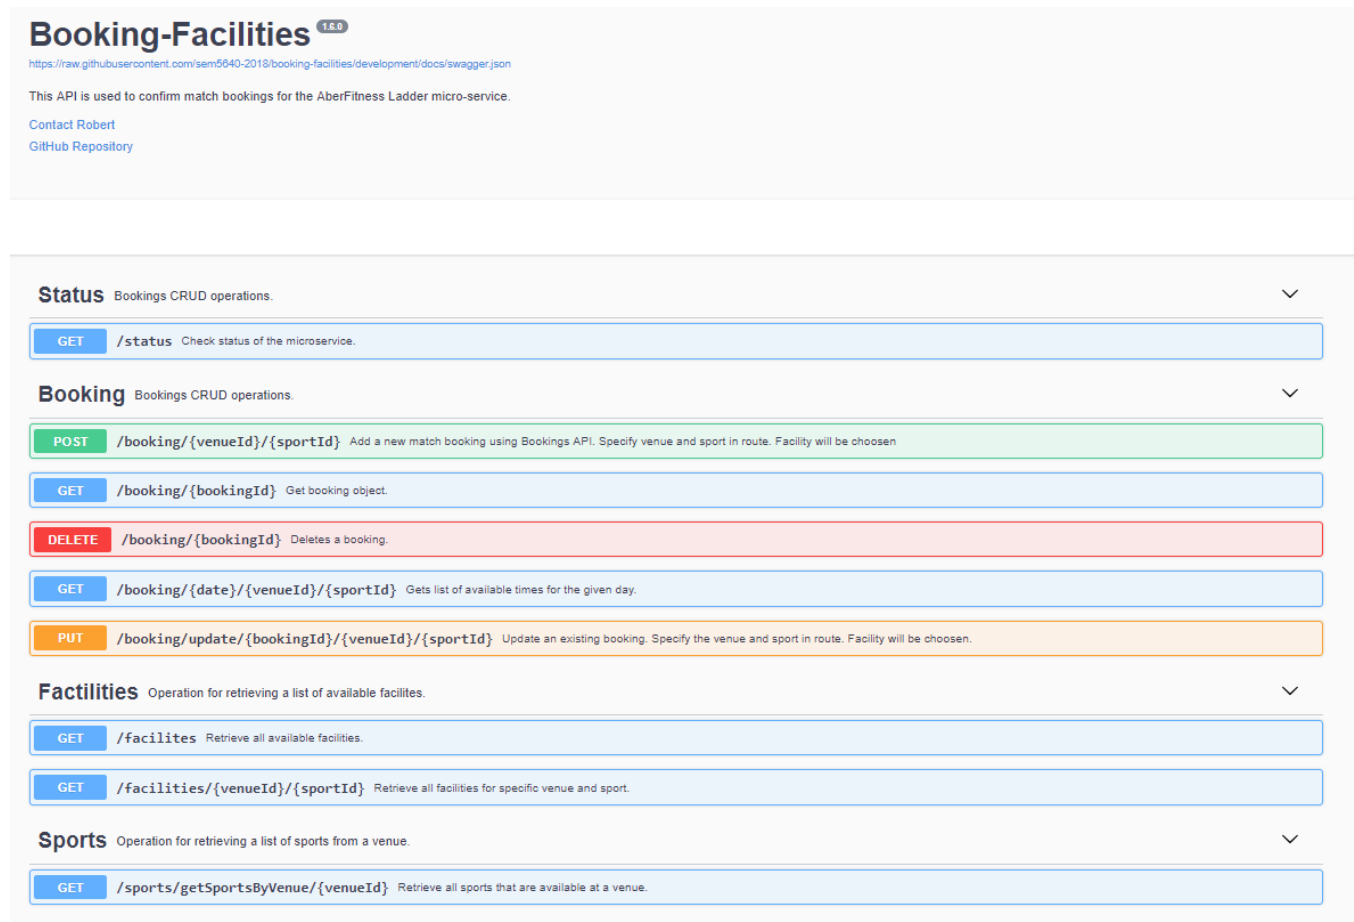 Booking-Facilities 1.6.0
https://raw.githubusercontent.com/sem5640-2018/booking-facilities/development/docs/swagger.json
This API is used to confirm match bookings for the AberFitness Ladder micro-service.
Contact Robert
GitHub Repository
Status Bookings CRUD operations.
GET /status Check status of the microservice.
Booking Bookings CRUD operations.
POST /booking/{venueId}/{sportId} Add a new match booking using Bookings API. Specify venue and sport in route. Facility will be choosen
GET /booking/{bookingId} Get booking object.
DELETE /booking/{bookingId} Deletes a booking.
GET /booking/{date}/{venueId}/{sportId} Gets list of available times for the given day.
PUT /booking/update/{bookingId}/{venueId}/{sportId} Update an existing booking. Specify the venue and sport in route. Facility will be choosen.
Factilities Operation for retrieving a list of available facilites.
GET /facilites Retrieve all available facilities.
GET /facilities/{venueId}/{sportId} Retrieve all facilities for specific venue and sport.
Sports Operation for retrieving a list of sports from a venue.
GET /sports/getSportsByVenue/{venueId} Retrieve all sports that are available at a venue.